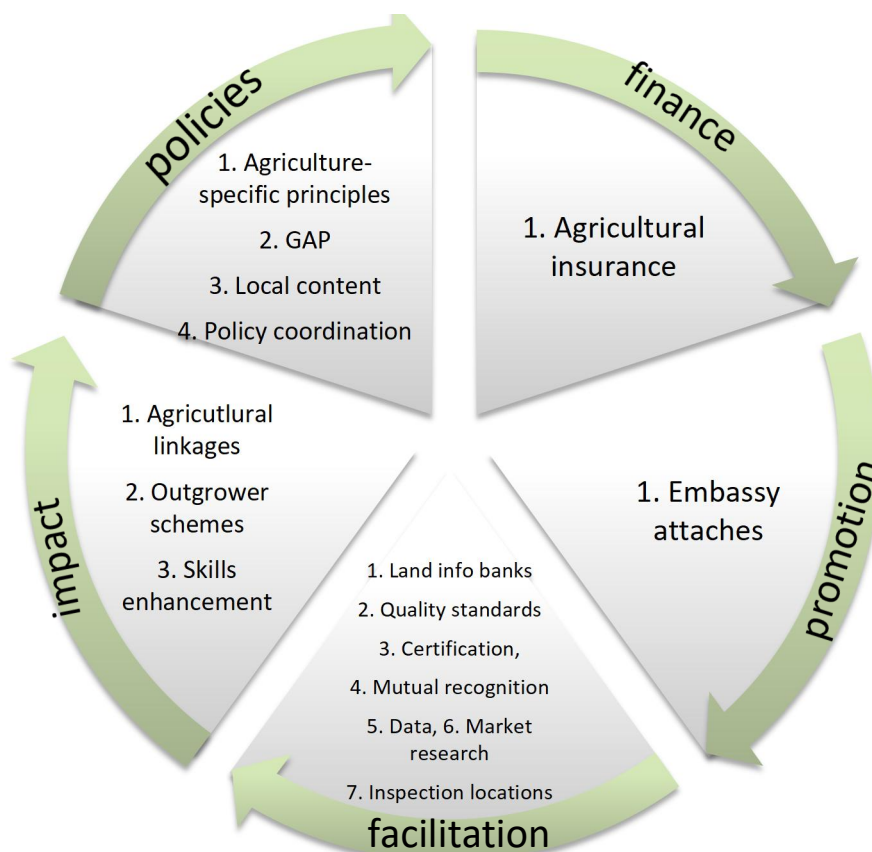 policies
1. Agriculture-
specific principles
2. GAP
3. Local content
4. Policy coordination
finance
1. Agricultural
insurance
promotion
1. Embassy
attaches
facilitation
1. Land info banks
2. Quality standards
3. Certification,
4. Mutual recognition
5. Data, 6. Market
research
7. Inspection locations
impact
1. Agricutlural
linkages
2. Outgrower
schemes
3. Skills
enhancement